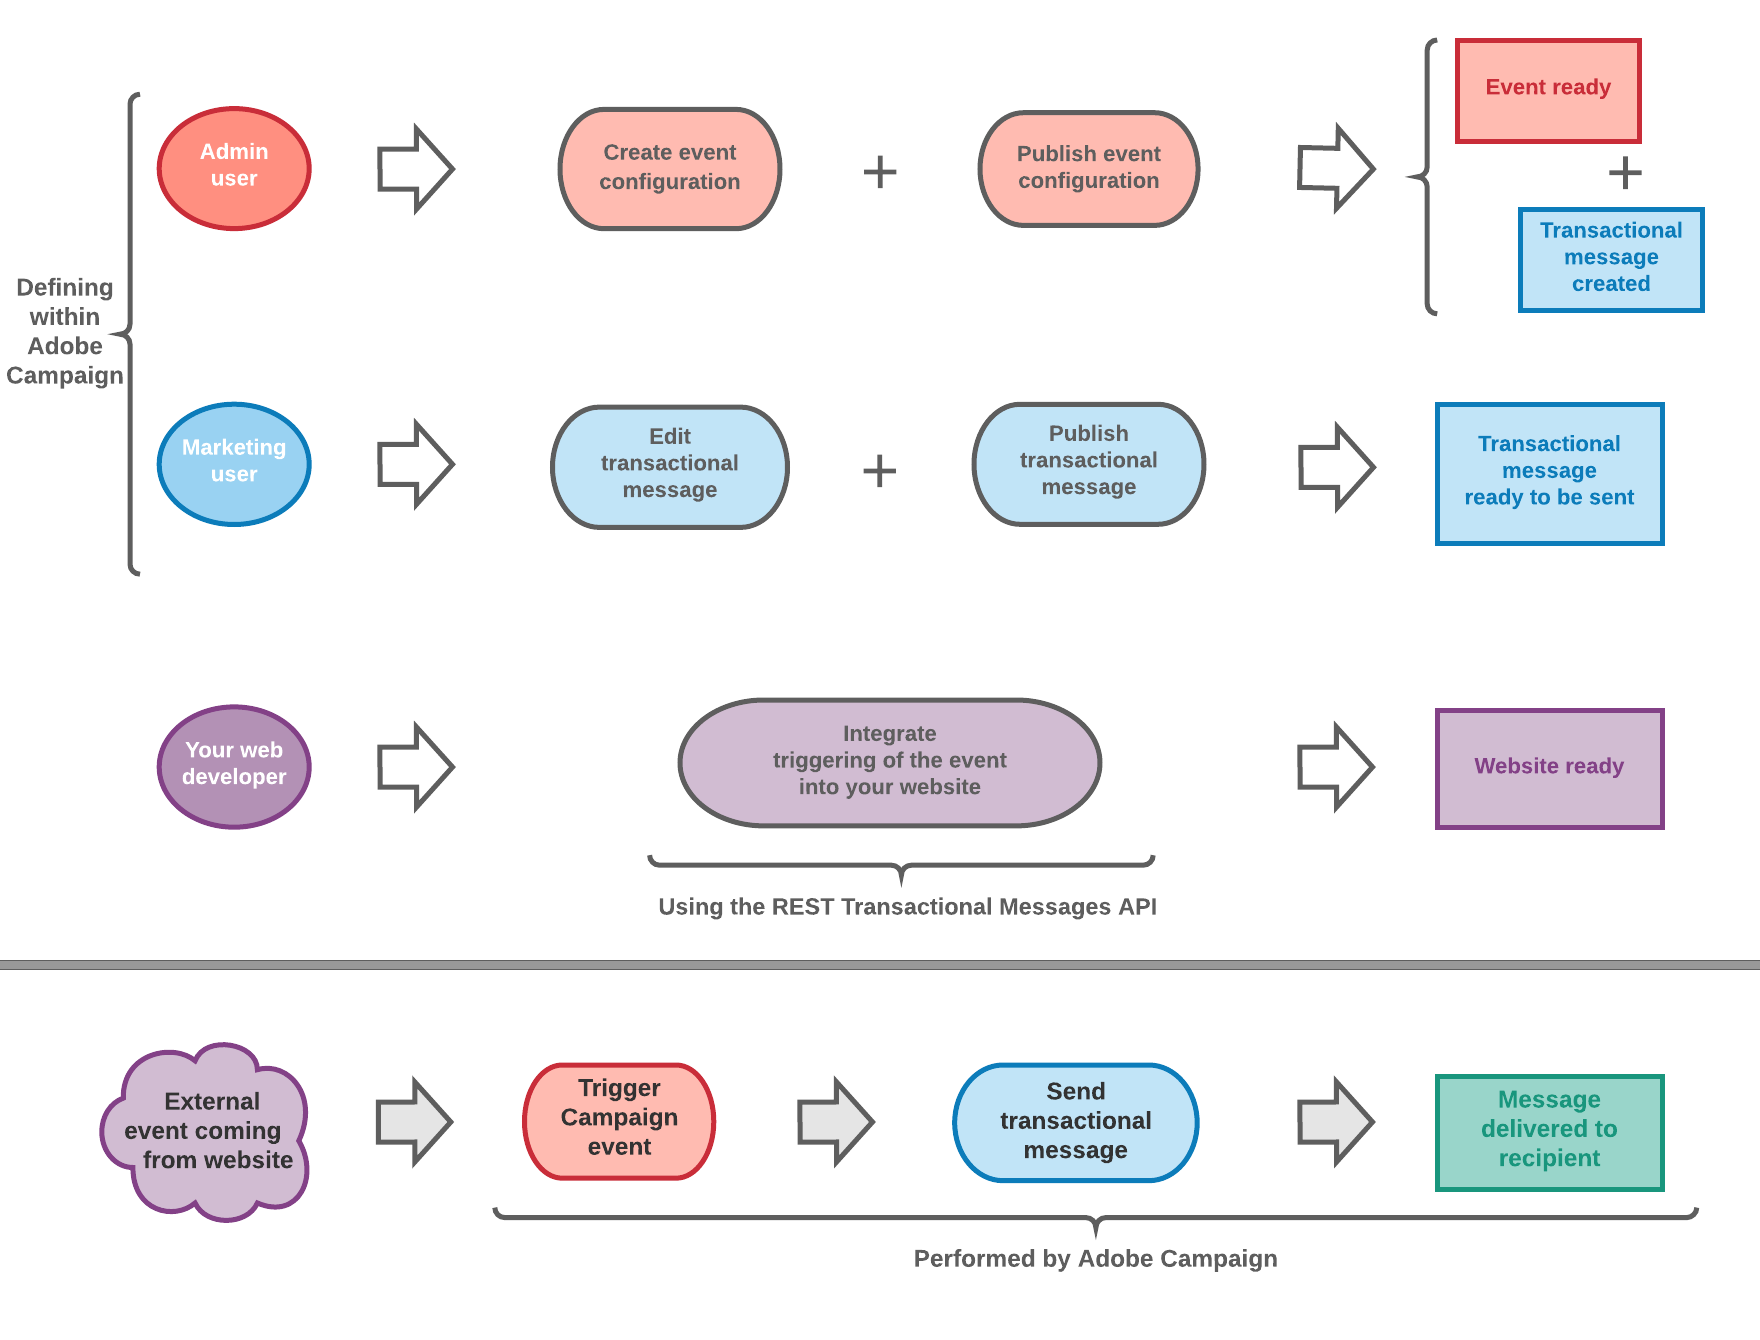 Defining
within
Adobe
Campaign
Admin
user
Create event
configuration
+
Publish event
configuration
Event ready
+
Transactional
message
created
Marketing
user
Edit
transactional
message
+
Publish
transactional
message
Transactional
message
ready to be sent
Your web
developer
Integrate
triggering of the event
into your website
Website ready
Using the REST Transactional Messages API
External
event coming
from website
Trigger
Campaign
event
Send
transactional
message
Message
delivered to
recipient
Performed by Adobe Campaign